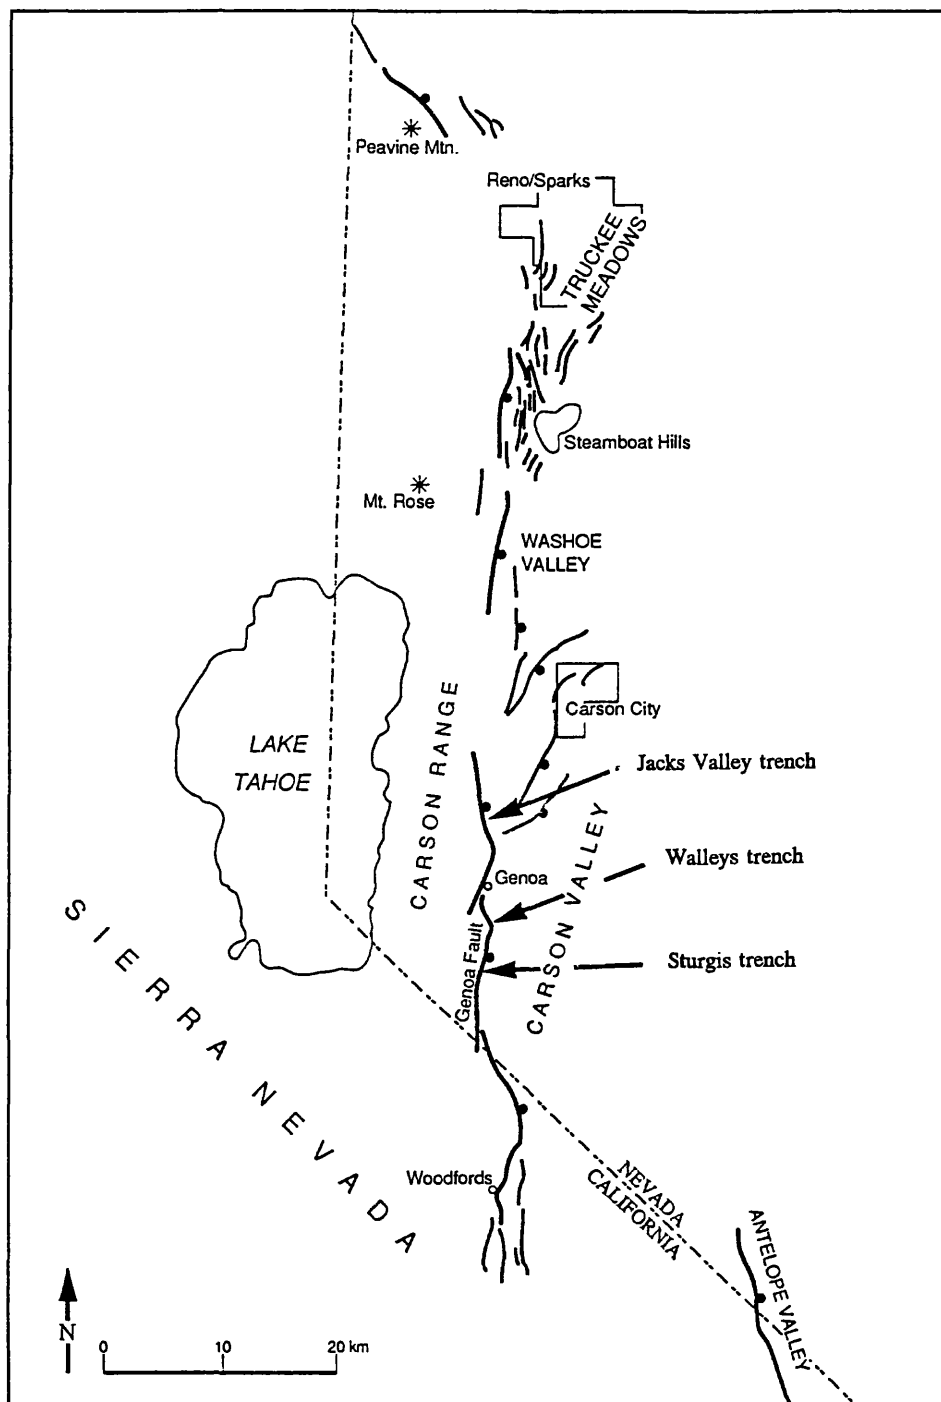 Peavine Mtn.
Reno/Sparks
TRUCKEE
MEADOWS
Steamboat Hills
Mt. Rose
WASHOE
VALLEY
CARSON RANGE
Carson City
LAKE
TAHOE
Jacks Valley trench
CARSON VALLEY
Walleys trench
Genoa
Genoa Fault
Sturgis trench
SIERRA NEVADA
Woodfords
NEVADA
CALIFORNIA
ANTELOPE VALLEY
N
0 10 20 km